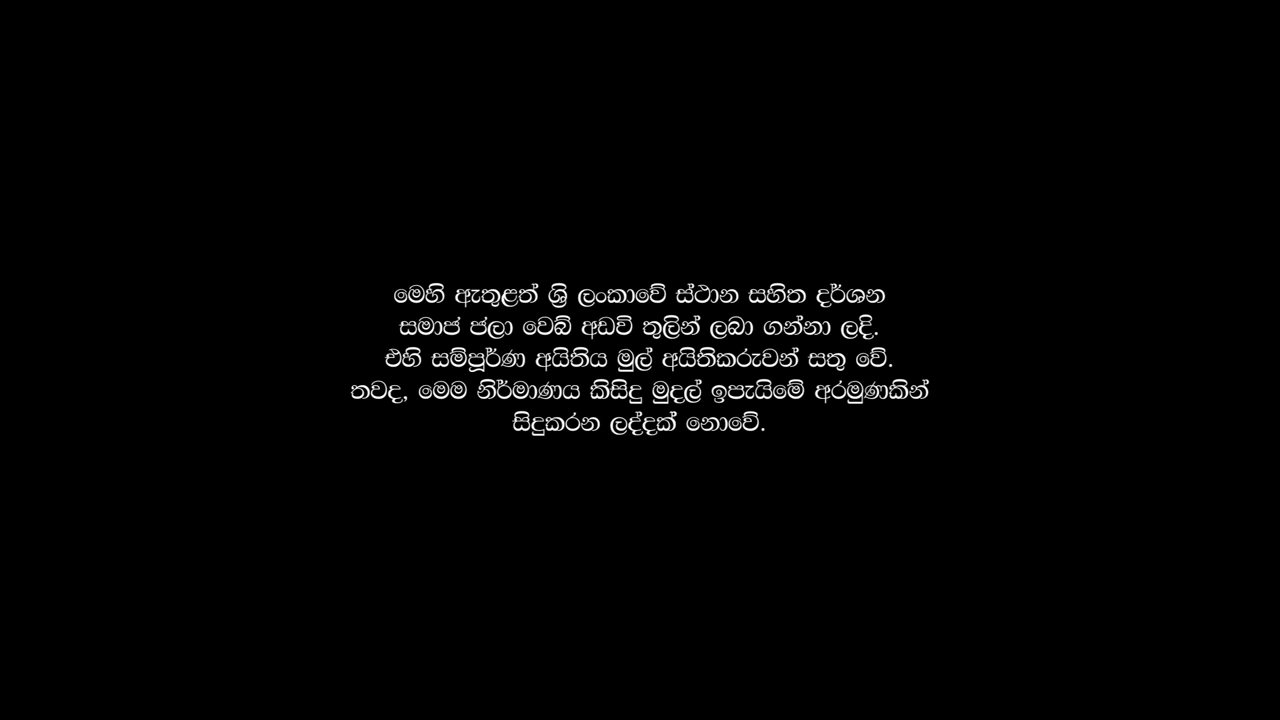 මෙහි ඇතුළත් ශ්‍රි ලංකාවේ ස්ථාන සහිත දර්ශන
සමාජ ජලා වෙබ් අඩවි තුලින් ලබා ගන්නා ලදි.
එහි සම්පූර්ණ අයිතිය මුල් අයිතිකරුවන් සතු වේ.
තවද, මෙම නිර්මාණය කිසිදු මුදල් ඉපැයිමේ අරමුණකින්
සිදුකරන ලද්දක් නොවේ.